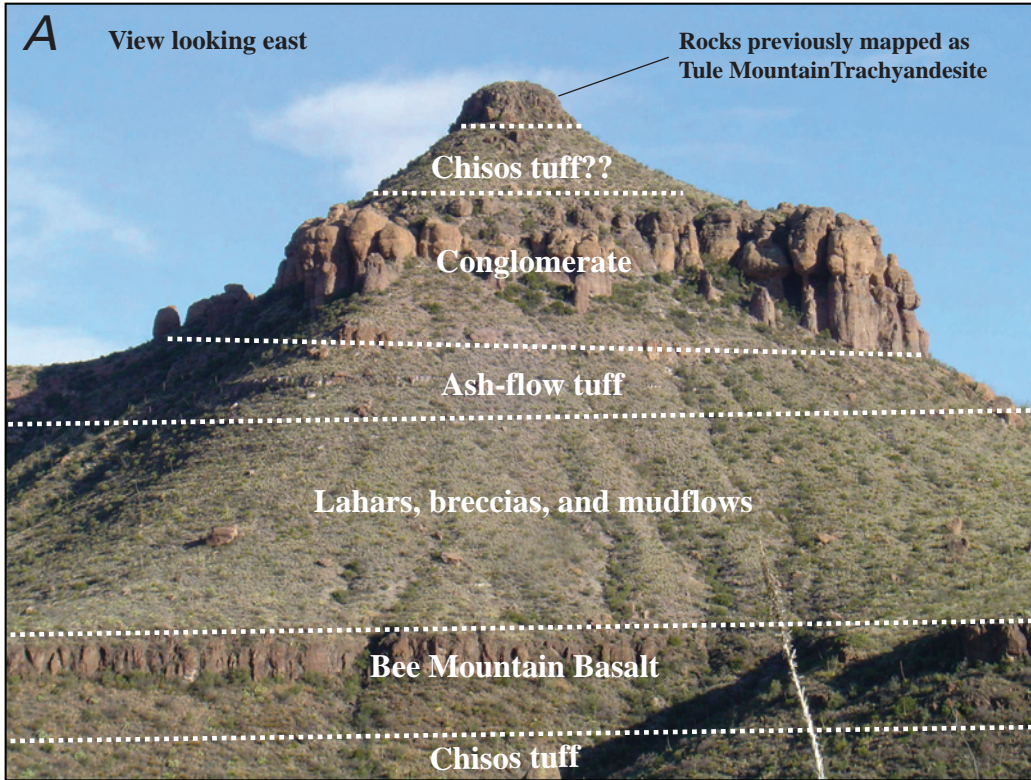 A
View looking east
Rocks previously mapped as
Tule MountainTrachyandesite
Chisos tuff??
Conglomerate
Ash-flow tuff
Lahars, breccias, and mudflows
Bee Mountain Basalt
Chisos tuff